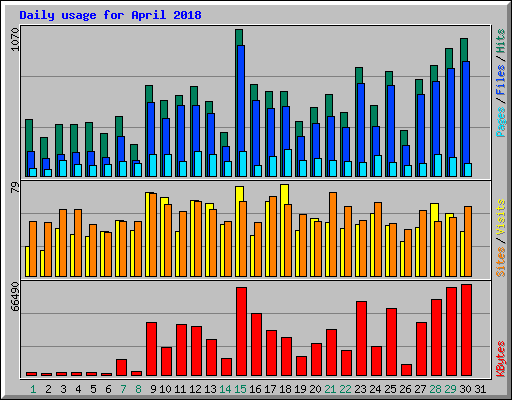 Daily usage for April 2018
1070
Pages / Files / Hits
79
Sites / Visits
66490
KBytes
1 2 3 4 5 6 7 8 9 10 11 12 13 14 15 16 17 18 19 20 21 22 23 24 25 26 27 28 29 30 31